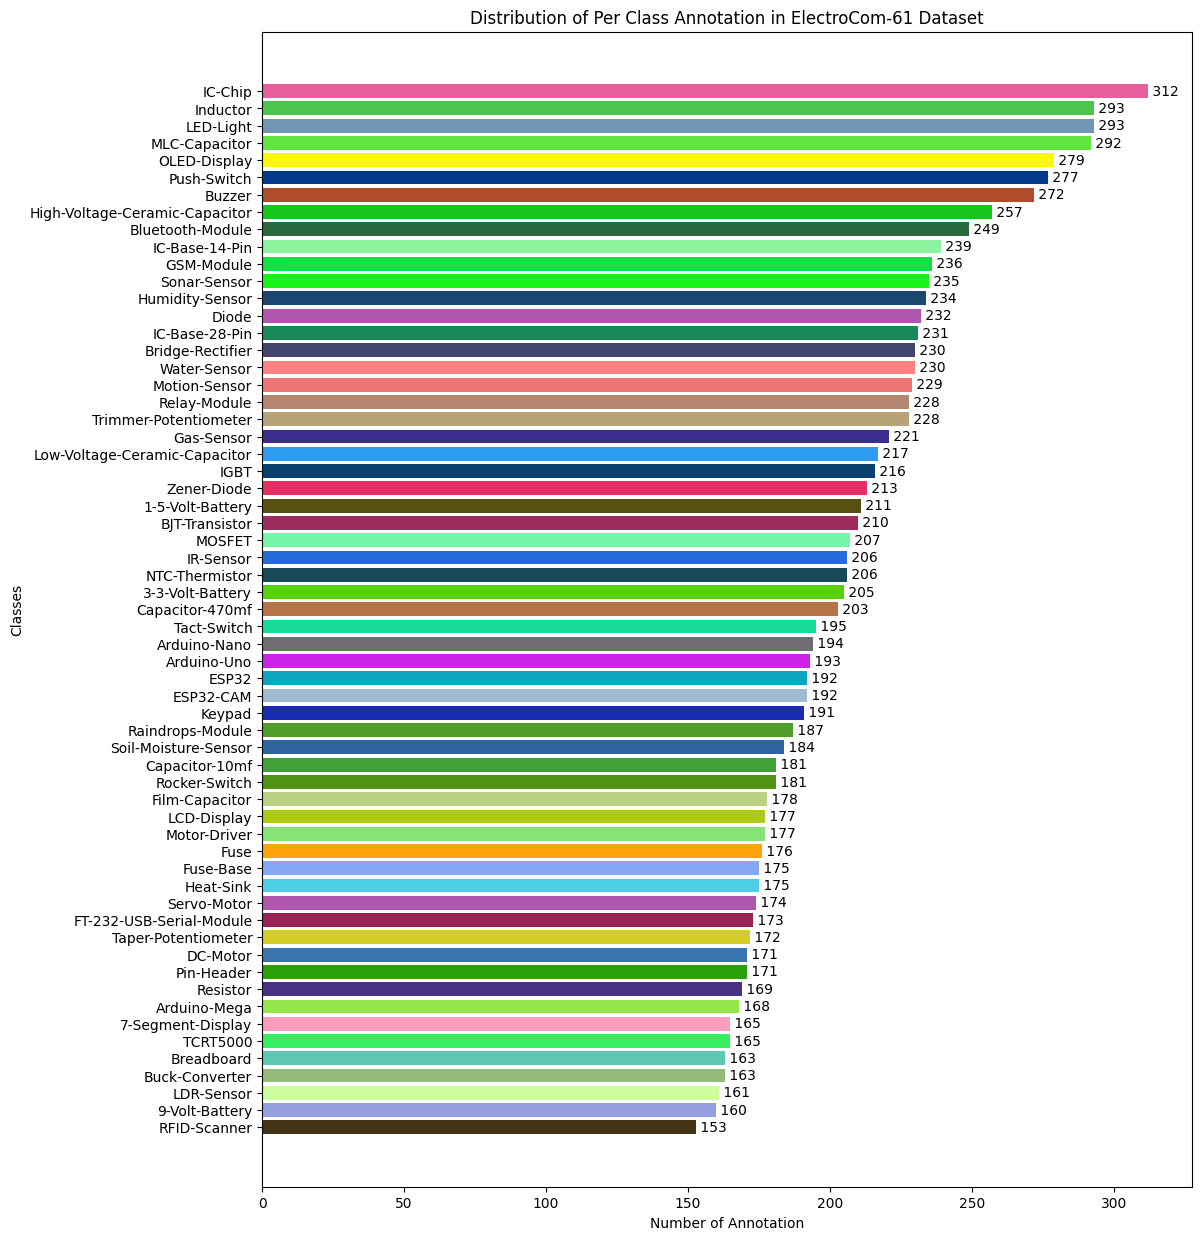 Distribution of Per Class Annotation in ElectroCom-61 Dataset
IC-Chip 312
Inductor 293
LED-Light 293
MLC-Capacitor 292
OLED-Display 279
Push-Switch 277
Buzzer 272
High-Voltage-Ceramic-Capacitor 257
Bluetooth-Module 249
IC-Base-14-Pin 239
GSM-Module 236
Sonar-Sensor 235
Humidity-Sensor 234
Diode 232
IC-Base-28-Pin 231
Bridge-Rectifier 230
Water-Sensor 230
Motion-Sensor 229
Relay-Module 228
Trimmer-Potentiometer 228
Gas-Sensor 221
Low-Voltage-Ceramic-Capacitor 217
IGBT 216
Zener-Diode 213
1-5-Volt-Battery 211
BJT-Transistor 210
MOSFET 207
IR-Sensor 206
NTC-Thermistor 206
3-3-Volt-Battery 205
Capacitor-470mf 203
Tact-Switch 195
Arduino-Nano 194
Arduino-Uno 193
ESP32 192
ESP32-CAM 192
Keypad 191
Raindrops-Module 187
Soil-Moisture-Sensor 184
Capacitor-10mf 181
Rocker-Switch 181
Film-Capacitor 178
LCD-Display 177
Motor-Driver 177
Fuse 176
Fuse-Base 175
Heat-Sink 175
Servo-Motor 174
FT-232-USB-Serial-Module 173
Taper-Potentiometer 172
DC-Motor 171
Pin-Header 171
Resistor 169
Arduino-Mega 168
7-Segment-Display 165
TCRT5000 165
Breadboard 163
Buck-Converter 163
LDR-Sensor 161
9-Volt-Battery 160
RFID-Scanner 153
Classes
0 50 100 150 200 250 300
Number of Annotation